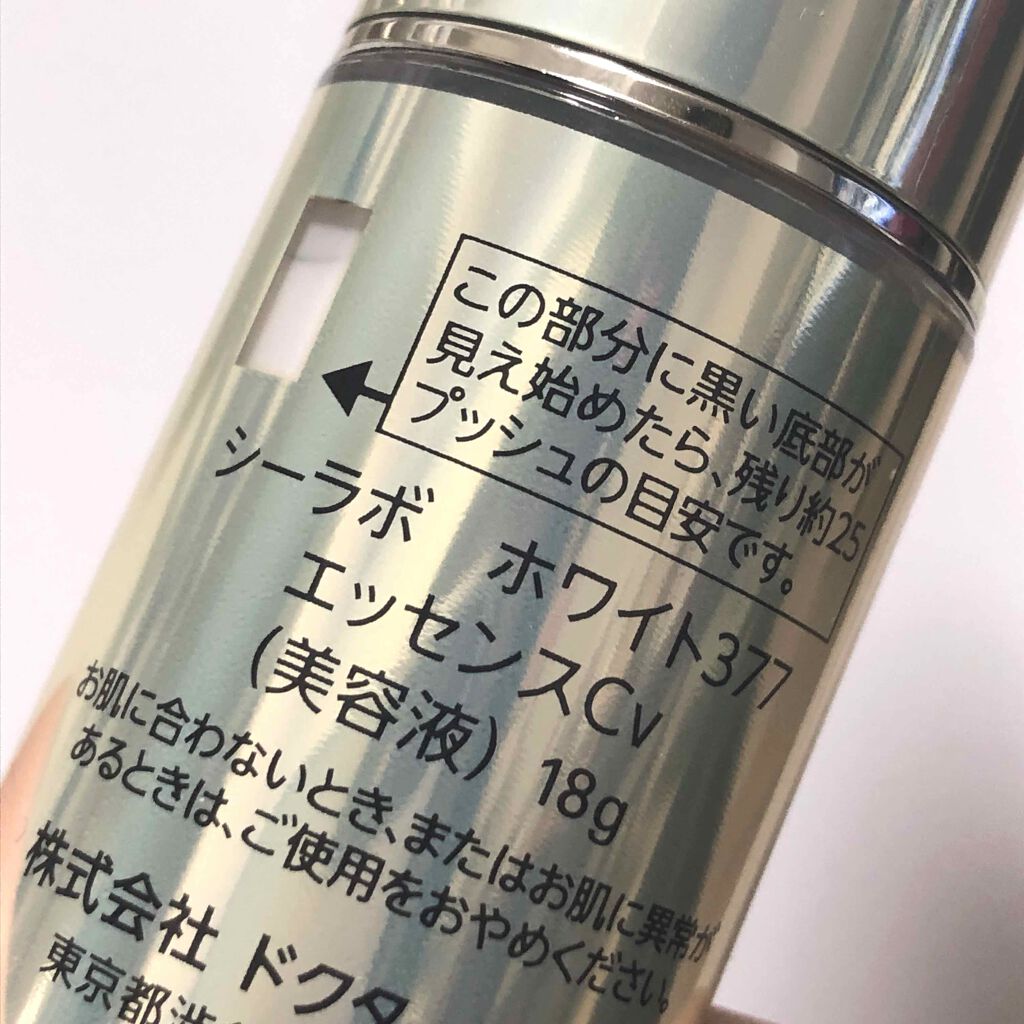 この部分に黒い底部が
見え始めたら、残り約25
プッシュの目安です。
シーラボ ホワイト377
エッセンスCv
(美容液) 18g
お肌に合わないとき、またはお肌に異常が
あるときは、ご使用をおやめください。
株式会社 ドクタ
東京都渋